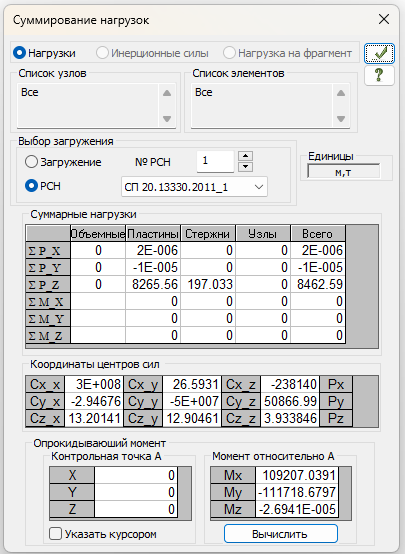 Суммирование нагрузок
Нагрузки Инерционные силы Нагрузка на фрагмент
Список узлов Список элементов
Все Все
Выбор загружения
Загружение № РСН 1
РСН СП 20.13330.2011_1
Единицы
м,т
Суммарные нагрузки
Объемные Пластины Стержни Узлы Всего
Σ P_X 0 2E-006 0 0 2E-006
Σ P_Y 0 -1E-005 0 0 -1E-005
Σ P_Z 0 8265.56 197.033 0 8462.59
Σ M_X 0 0 0 0
Σ M_Y 0 0 0 0
Σ M_Z 0 0 0 0
Координаты центров сил
Cx_x 3E+008 Cx_y 26.5931 Cx_z -238140 Px
Cy_x -2.94676 Cy_y -5E+007 Cy_z 50866.99 Py
Cz_x 13.20141 Cz_y 12.90461 Cz_z 3.933846 Pz
Опрокидывающий момент
Контрольная точка A Момент относительно A
X 0 Mx 109207.0391
Y 0 My -111718.6797
Z 0 Mz -2.6941E-005
Указать курсором Вычислить